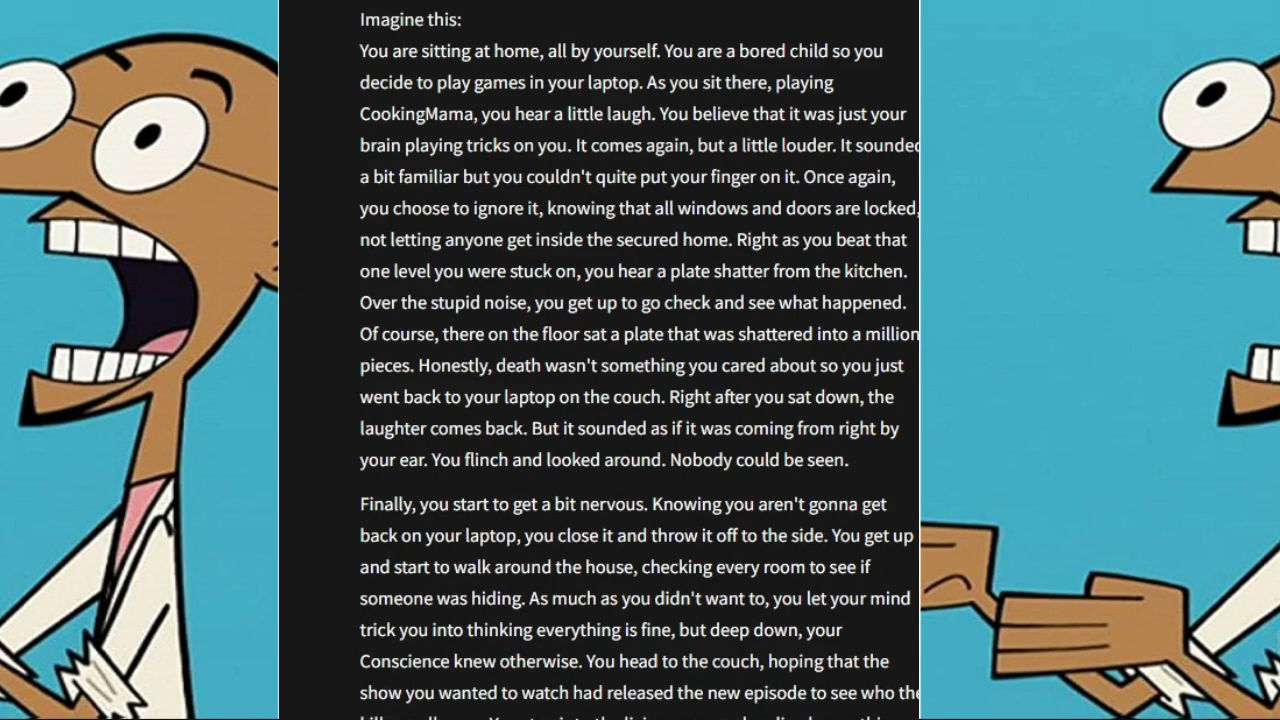 Imagine this:
You are sitting at home, all by yourself. You are a bored child so you
decide to play games in your laptop. As you sit there, playing
CookingMama, you hear a little laugh. You believe that it was just your
brain playing tricks on you. It comes again, but a little louder. It sounded
a bit familiar but you couldn't quite put your finger on it. Once again,
you choose to ignore it, knowing that all windows and doors are locked,
not letting anyone get inside the secured home. Right as you beat that
one level you were stuck on, you hear a plate shatter from the kitchen.
Over the stupid noise, you get up to go check and see what happened.
Of course, there on the floor sat a plate that was shattered into a million
pieces. Honestly, death wasn't something you cared about so you just
went back to your laptop on the couch. Right after you sat down, the
laughter comes back. But it sounded as if it was coming from right by
your ear. You flinch and looked around. Nobody could be seen.
Finally, you start to get a bit nervous. Knowing you aren't gonna get
back on your laptop, you close it and throw it off to the side. You get up
and start to walk around the house, checking every room to see if
someone was hiding. As much as you didn't want to, you let your mind
trick you into thinking everything is fine, but deep down, your
Conscience knew otherwise. You head to the couch, hoping that the
show you wanted to watch had released the new episode to see who the